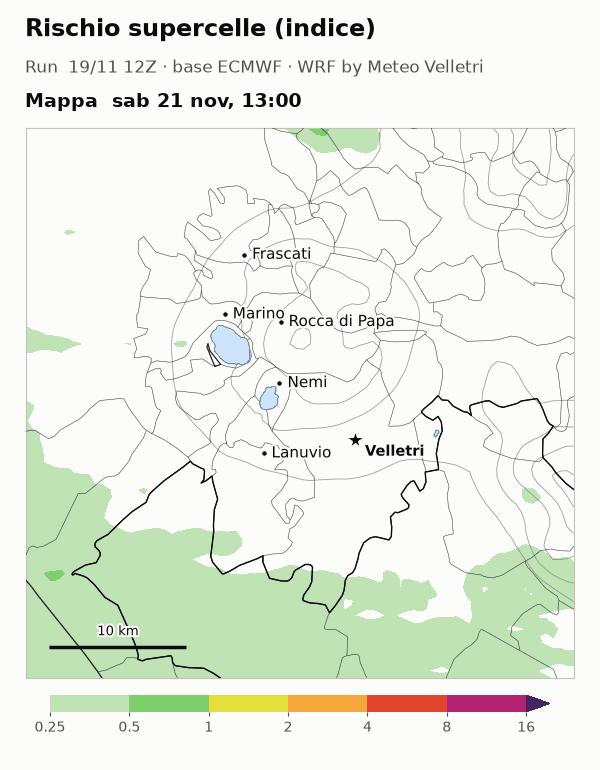 Rischio supercelle (indice)
Run  19/11 12Z · base ECMWF · WRF by Meteo Velletri
Mappa  sab 21 nov, 13:00
Frascati
Marino
Rocca di Papa
Nemi
Velletri
Lanuvio
10 km
0.25 0.5 1 2 4 8 16